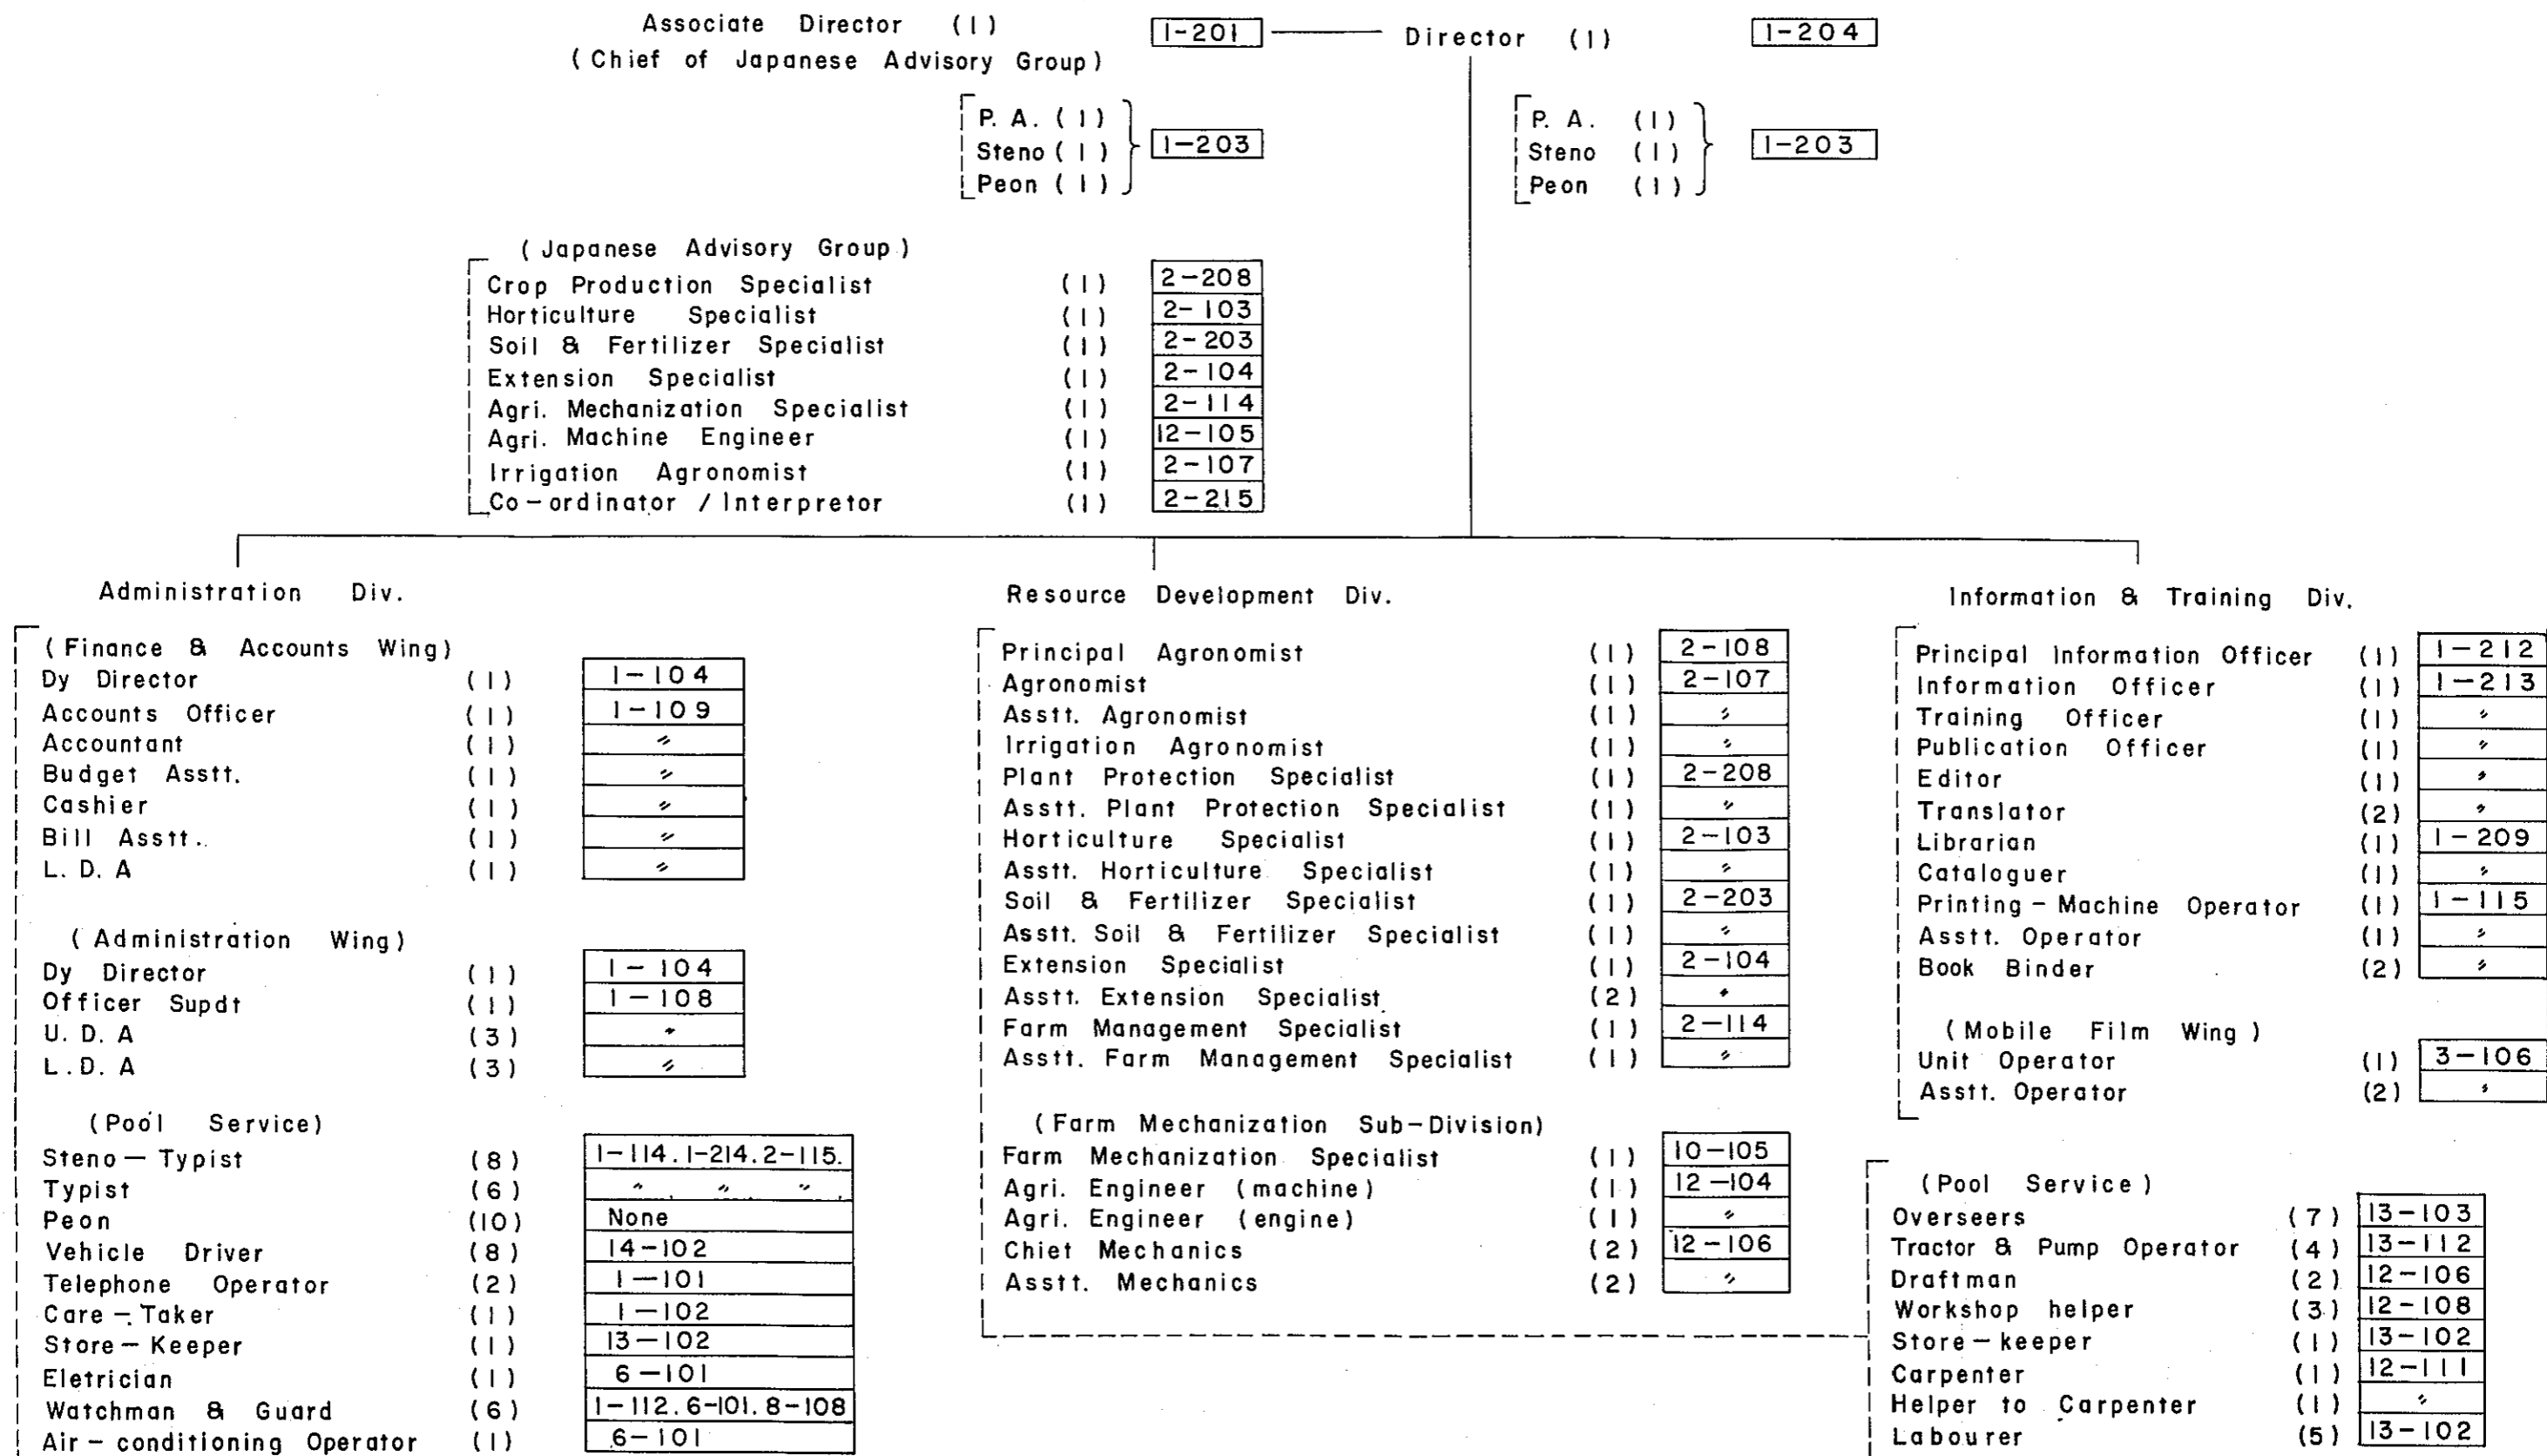 Associate Director (1) 1-201 Director (1) 1-204
(Chief of Japanese Advisory Group)
P. A. (1)
Steno (1) 1-203
Peon (1)
P. A. (1)
Steno (1) 1-203
Peon (1)
(Japanese Advisory Group)
Crop Production Specialist (1) 2-208
Horticulture Specialist (1) 2-103
Soil & Fertilizer Specialist (1) 2-203
Extension Specialist (1) 2-104
Agri. Mechanization Specialist (1) 2-114
Agri. Machine Engineer (1) 12-105
Irrigation Agronomist (1) 2-107
Co-ordinator / Interpretor (1) 2-215
Administration Div.
(Finance & Accounts Wing)
Dy Director (1) 1-104
Accounts Officer (1) 1-109
Accountant (1) 〃
Budget Asstt. (1) 〃
Cashier (1) 〃
Bill Asstt. (1) 〃
L. D. A (1) 〃
(Administration Wing)
Dy Director (1) 1-104
Officer Supdt (1) 1-108
U. D. A (3) 〃
L. D. A (3) 〃
(Pool Service)
Steno-Typist (8) 1-114. 1-214. 2-115.
Typist (6) 〃 〃 〃
Peon (10) None
Vehicle Driver (8) 14-102
Telephone Operator (2) 1-101
Care-Taker (1) 1-102
Store-Keeper (1) 13-102
Eletrician (1) 6-101
Watchman & Guard (6) 1-112. 6-101. 8-108
Air-conditioning Operator (1) 6-101
Resource Development Div.
Principal Agronomist (1) 2-108
Agronomist (1) 2-107
Asstt. Agronomist (1) 〃
Irrigation Agronomist (1) 〃
Plant Protection Specialist (1) 2-208
Asstt. Plant Protection Specialist (1) 〃
Horticulture Specialist (1) 2-103
Asstt. Horticulture Specialist (1) 〃
Soil & Fertilizer Specialist (1) 2-203
Asstt. Soil & Fertilizer Specialist (1) 〃
Extension Specialist (1) 2-104
Asstt. Extension Specialist (2) 〃
Farm Management Specialist (1) 2-114
Asstt. Farm Management Specialist (1) 〃
(Farm Mechanization Sub-Division)
Farm Mechanization Specialist (1) 10-105
Agri. Engineer (machine) (1) 12-104
Agri. Engineer (engine) (1) 〃
Chiet Mechanics (2) 12-106
Asstt. Mechanics (2) 〃
Information & Training Div.
Principal Information Officer (1) 1-212
Information Officer (1) 1-213
Training Officer (1) 〃
Publication Officer (1) 〃
Editor (1) 〃
Translator (2) 〃
Librarian (1) 1-209
Cataloguer (1) 〃
Printing-Machine Operator (1) 1-115
Asstt. Operator (1) 〃
Book Binder (2) 〃
(Mobile Film Wing)
Unit Operator (1) 3-106
Asstt. Operator (2) 〃
(Pool Service)
Overseers (7) 13-103
Tractor & Pump Operator (4) 13-112
Draftman (2) 12-106
Workshop helper (3) 12-108
Store-keeper (1) 13-102
Carpenter (1) 12-111
Helper to Carpenter (1) 〃
Labourer (5) 13-102